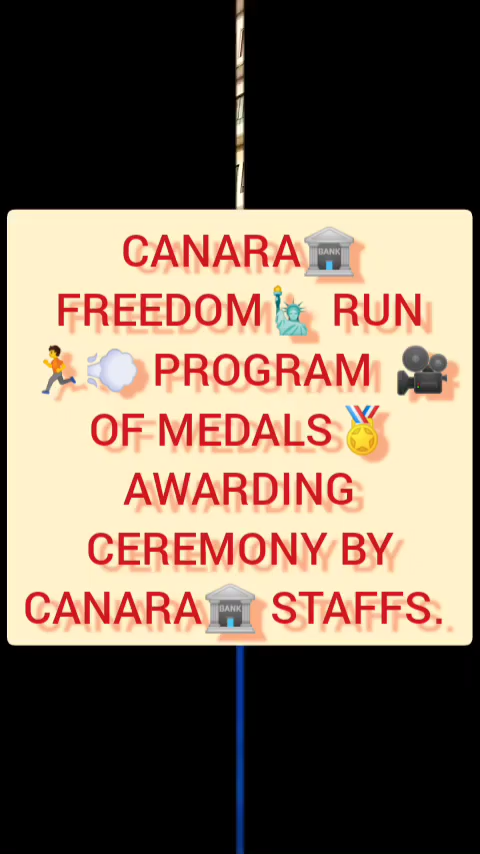 CANARA🏦
FREEDOM🗽 RUN
🏃💨 PROGRAM 🎥
OF MEDALS🏅
AWARDING
CEREMONY BY
CANARA🏦 STAFFS.